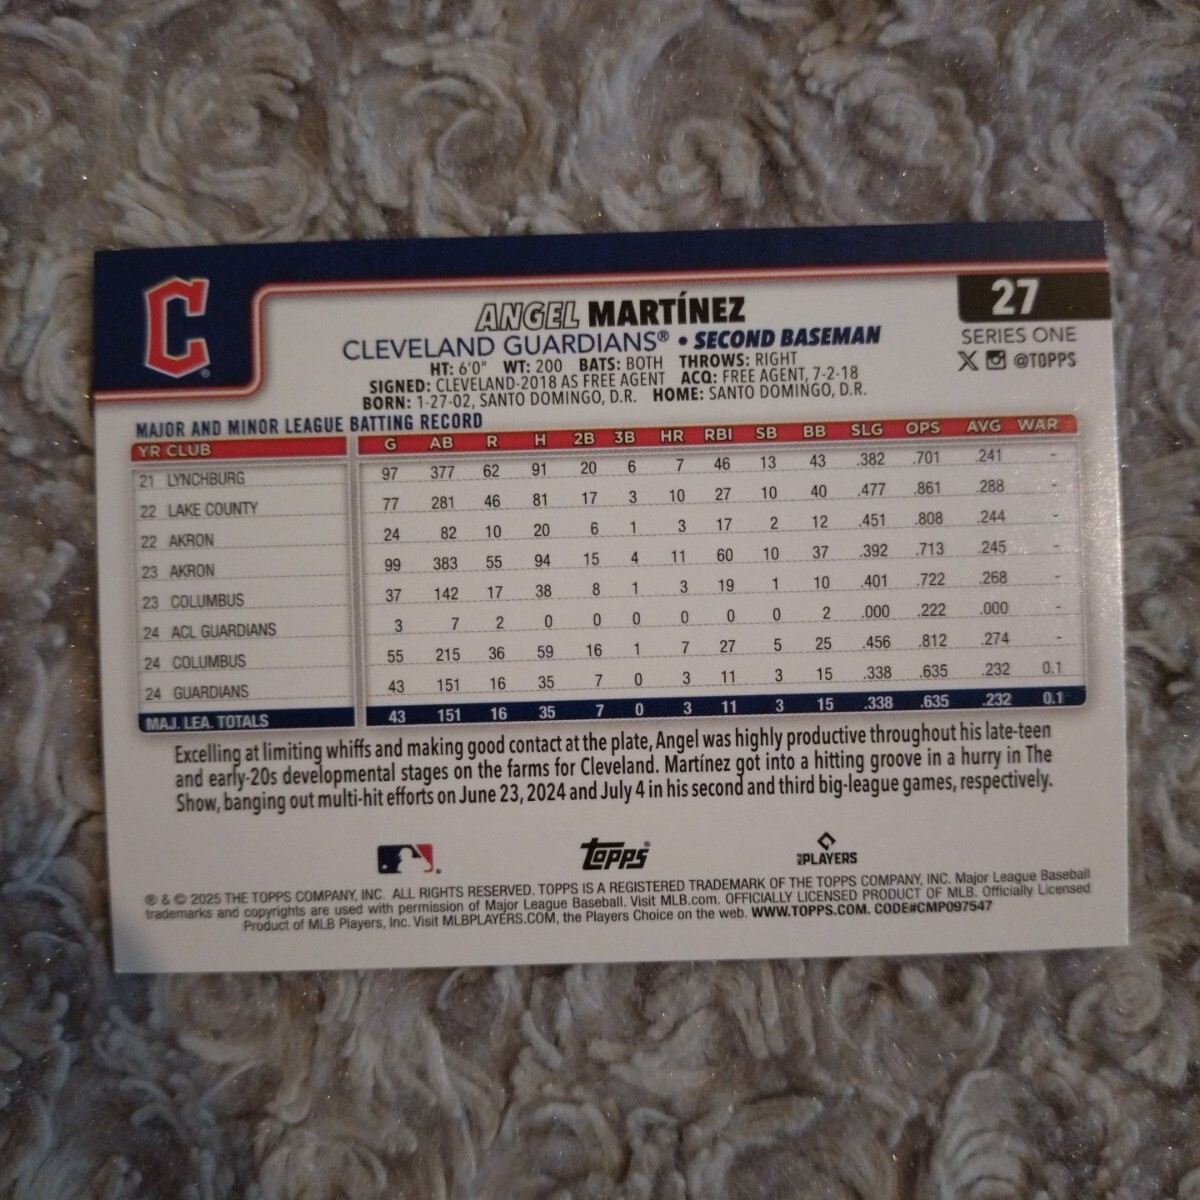 C
27
SERIES ONE
@TOPPS
ANGEL MARTÍNEZ
CLEVELAND GUARDIANS® • SECOND BASEMAN
HT: 6'0" WT: 200 BATS: BOTH THROWS: RIGHT
SIGNED: CLEVELAND-2018 AS FREE AGENT ACQ: FREE AGENT, 7-2-18
BORN: 1-27-02, SANTO DOMINGO, D.R. HOME: SANTO DOMINGO, D.R.
MAJOR AND MINOR LEAGUE BATTING RECORD
YR CLUB G AB R H 2B 3B HR RBI SB BB SLG OPS AVG WAR
21 LYNCHBURG 97 377 62 91 20 6 7 46 13 43 .382 .701 .241 -
22 LAKE COUNTY 77 281 46 81 17 3 10 27 10 40 .477 .861 .288 -
22 AKRON 24 82 10 20 6 1 3 17 2 12 .451 .808 .244 -
23 AKRON 99 383 55 94 15 4 11 60 10 37 .392 .713 .245 -
23 COLUMBUS 37 142 17 38 8 1 3 19 1 10 .401 .722 .268 -
24 ACL GUARDIANS 3 7 2 0 0 0 0 0 0 2 .000 .222 .000 -
24 COLUMBUS 55 215 36 59 16 1 7 27 5 25 .456 .812 .274 -
24 GUARDIANS 43 151 16 35 7 0 3 11 3 15 .338 .635 .232 0.1
MAJ. LEA. TOTALS 43 151 16 35 7 0 3 11 3 15 .338 .635 .232 0.1
Excelling at limiting whiffs and making good contact at the plate, Angel was highly productive throughout his late-teen
and early-20s developmental stages on the farms for Cleveland. Martínez got into a hitting groove in a hurry in The
Show, banging out multi-hit efforts on June 23, 2024 and July 4 in his second and third big-league games, respectively.
Topps
MLB PLAYERS
® & © 2025 THE TOPPS COMPANY, INC. ALL RIGHTS RESERVED. TOPPS IS A REGISTERED TRADEMARK OF THE TOPPS COMPANY, INC. Major League Baseball
trademarks and copyrights are used with permission of Major League Baseball. Visit MLB.com. OFFICIALLY LICENSED PRODUCT OF MLB. Officially Licensed
Product of MLB Players, Inc. Visit MLBPLAYERS.COM, the Players Choice on the web. WWW.TOPPS.COM. CODE#CMP097547